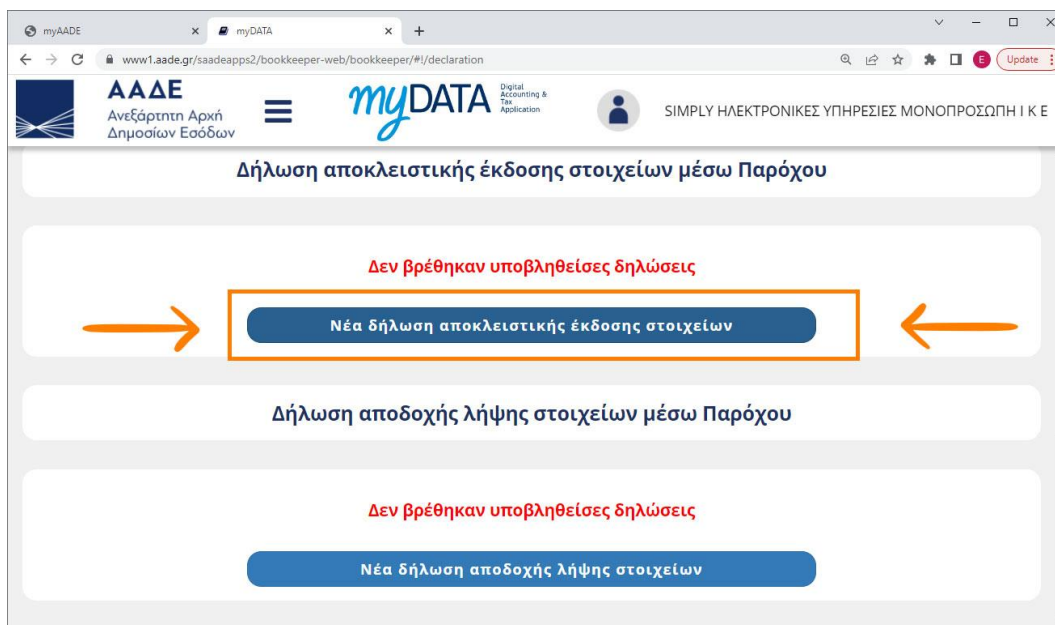 myAADE
myDATA
www1.aade.gr/saadeapps2/bookkeeper-web/bookkeeper/#!/declaration
E
Update
ΑΑΔΕ
Ανεξάρτητη Αρχή
Δημοσίων Εσόδων
myDATA
Digital
Accounting &
Tax
Application
SIMPLY ΗΛΕΚΤΡΟΝΙΚΕΣ ΥΠΗΡΕΣΙΕΣ ΜΟΝΟΠΡΟΣΩΠΗ Ι Κ Ε
Δήλωση αποκλειστικής έκδοσης στοιχείων μέσω Παρόχου
Δεν βρέθηκαν υποβληθείσες δηλώσεις
Νέα δήλωση αποκλειστικής έκδοσης στοιχείων
Δήλωση αποδοχής λήψης στοιχείων μέσω Παρόχου
Δεν βρέθηκαν υποβληθείσες δηλώσεις
Νέα δήλωση αποδοχής λήψης στοιχείων